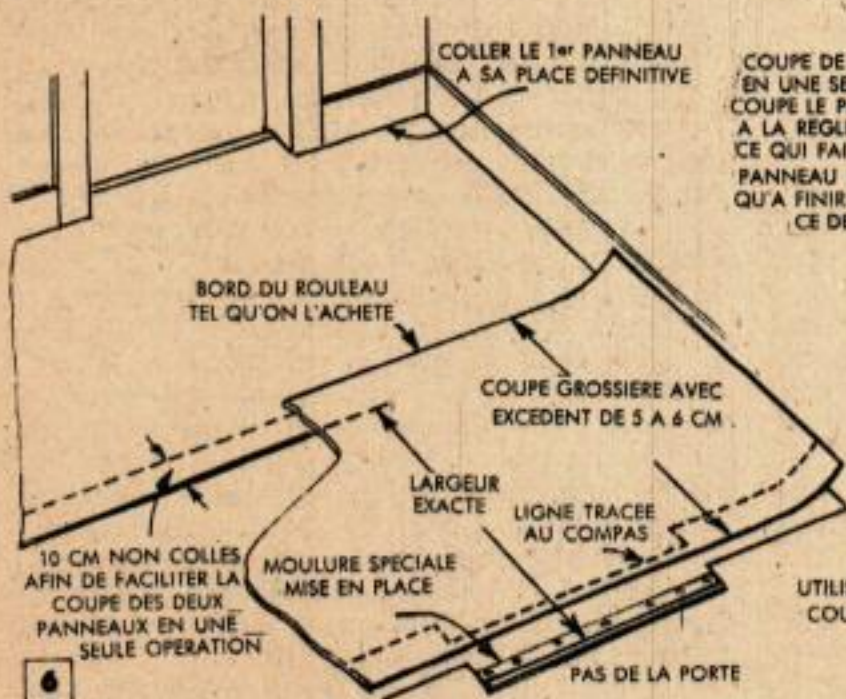 COLLER LE 1er PANNEAU
A SA PLACE DEFINITIVE
COUPE DE
EN UNE SE
COUPE LE P
A LA REGL
CE QUI FAI
PANNEAU
QU'A FINIR
CE DE
BORD DU ROULEAU
TEL QU'ON L'ACHETE
COUPE GROSSIERE AVEC
EXCEDENT DE 5 A 6 CM
LARGEUR
EXACTE
LIGNE TRACEE
AU COMPAS
10 CM NON COLLES
AFIN DE FACILITER LA
COUPE DES DEUX
PANNEAUX EN UNE
SEULE OPERATION
MOULURE SPECIALE
MISE EN PLACE
UTILIS
COU
PAS DE LA PORTE
6